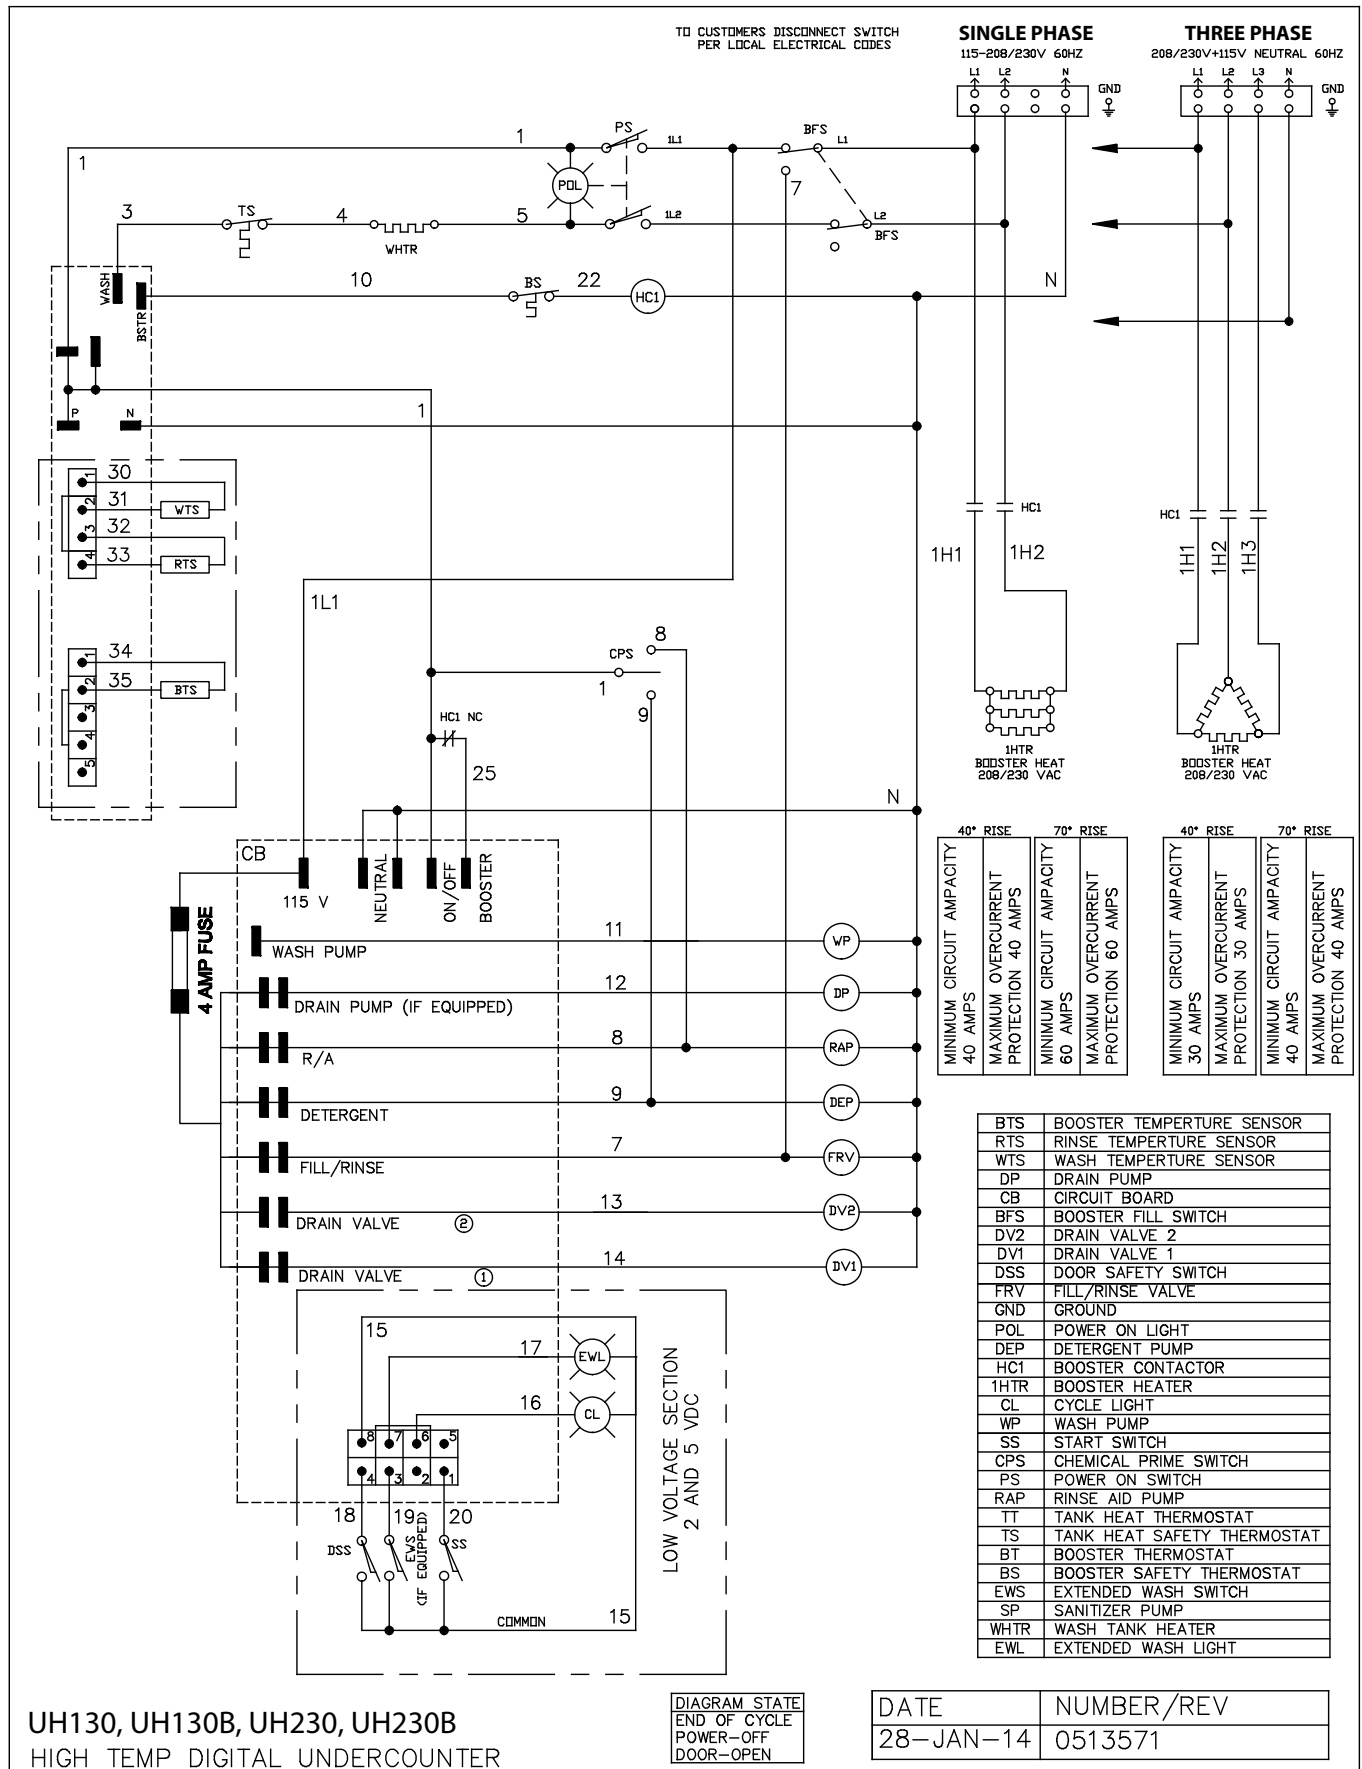 TO CUSTOMERS DISCONNECT SWITCH
PER LOCAL ELECTRICAL CODES
SINGLE PHASE
115-208/230V 60HZ
L1 L2 N
GND
THREE PHASE
208/230V+115V NEUTRAL 60HZ
L1 L2 L3 N
GND
1
1
PS
1L1
BFS
L1
POL
7
3
TS
4
WHTR
5
1L2
L2
BFS
WASH
BSTR
10
BS
22
HC1
N
P
N
1
30
31
WTS
32
33
RTS
1
2
3
4
HC1
HC1
1H1
1H2
1H1
1H2
1H3
1L1
34
35
BTS
1
2
3
4
5
CPS
8
1
9
HC1 NC
25
N
1HTR
BOOSTER HEAT
208/230 VAC
1HTR
BOOSTER HEAT
208/230 VAC
40° RISE
70° RISE
MINIMUM CIRCUIT AMPACITY
40 AMPS
MAXIMUM OVERCURRENT
PROTECTION 40 AMPS
MINIMUM CIRCUIT AMPACITY
60 AMPS
MAXIMUM OVERCURRENT
PROTECTION 60 AMPS
40° RISE
70° RISE
MINIMUM CIRCUIT AMPACITY
30 AMPS
MAXIMUM OVERCURRENT
PROTECTION 30 AMPS
MINIMUM CIRCUIT AMPACITY
40 AMPS
MAXIMUM OVERCURRENT
PROTECTION 40 AMPS
CB
115 V
NEUTRAL
ON/OFF
BOOSTER
4 AMP FUSE
WASH PUMP
11
WP
DRAIN PUMP (IF EQUIPPED)
12
DP
R/A
8
RAP
DETERGENT
9
DEP
FILL/RINSE
7
FRV
DRAIN VALVE 2
13
DV2
DRAIN VALVE 1
14
DV1
15
17
EWL
16
CL
8 7 6 5
4 3 2 1
18
19
20
DSS
EWS
(IF EQUIPPED)
SS
COMMON
15
LOW VOLTAGE SECTION
2 AND 5 VDC
BTS BOOSTER TEMPERTURE SENSOR
RTS RINSE TEMPERTURE SENSOR
WTS WASH TEMPERTURE SENSOR
DP DRAIN PUMP
CB CIRCUIT BOARD
BFS BOOSTER FILL SWITCH
DV2 DRAIN VALVE 2
DV1 DRAIN VALVE 1
DSS DOOR SAFETY SWITCH
FRV FILL/RINSE VALVE
GND GROUND
POL POWER ON LIGHT
DEP DETERGENT PUMP
HC1 BOOSTER CONTACTOR
1HTR BOOSTER HEATER
CL CYCLE LIGHT
WP WASH PUMP
SS START SWITCH
CPS CHEMICAL PRIME SWITCH
PS POWER ON SWITCH
RAP RINSE AID PUMP
TT TANK HEAT THERMOSTAT
TS TANK HEAT SAFETY THERMOSTAT
BT BOOSTER THERMOSTAT
BS BOOSTER SAFETY THERMOSTAT
EWS EXTENDED WASH SWITCH
SP SANITIZER PUMP
WHTR WASH TANK HEATER
EWL EXTENDED WASH LIGHT
UH130, UH130B, UH230, UH230B
HIGH TEMP DIGITAL UNDERCOUNTER
DIAGRAM STATE
END OF CYCLE
POWER-OFF
DOOR-OPEN
DATE NUMBER/REV
28-JAN-14 0513571